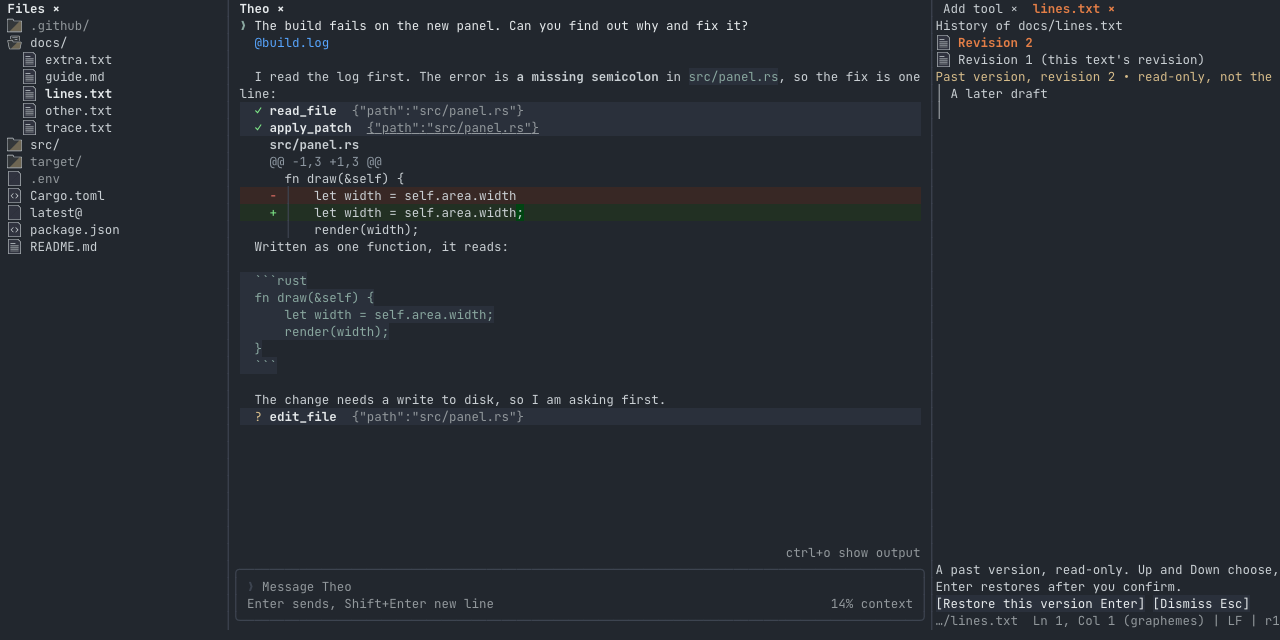 Files ×
.github/
docs/
extra.txt
guide.md
lines.txt
other.txt
trace.txt
src/
target/
.env
Cargo.toml
latest@
package.json
README.md
Theo ×
❫ The build fails on the new panel. Can you find out why and fix it?
@build.log
I read the log first. The error is a missing semicolon in src/panel.rs, so the fix is one
line:
✓ read_file {"path":"src/panel.rs"}
✓ apply_patch {"path":"src/panel.rs"}
src/panel.rs
@@ -1,3 +1,3 @@
fn draw(&self) {
- let width = self.area.width
+ let width = self.area.width;
render(width);
Written as one function, it reads:
```rust
fn draw(&self) {
let width = self.area.width;
render(width);
}
```
The change needs a write to disk, so I am asking first.
? edit_file {"path":"src/panel.rs"}
ctrl+o show output
❫ Message Theo
Enter sends, Shift+Enter new line 14% context
Add tool × lines.txt ×
History of docs/lines.txt
Revision 2
Revision 1 (this text's revision)
Past version, revision 2 • read-only, not the
A later draft
A past version, read-only. Up and Down choose,
Enter restores after you confirm.
[Restore this version Enter] [Dismiss Esc]
…/lines.txt Ln 1, Col 1 (graphemes) | LF | r1